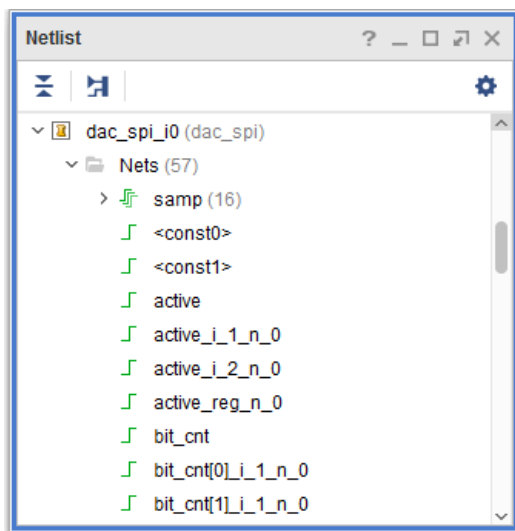 Netlist
dac_spi_i0 (dac_spi)
Nets (57)
samp (16)
<const0>
<const1>
active
active_i_1_n_0
active_i_2_n_0
active_reg_n_0
bit_cnt
bit_cnt[0]_i_1_n_0
bit_cnt[1]_i_1_n_0